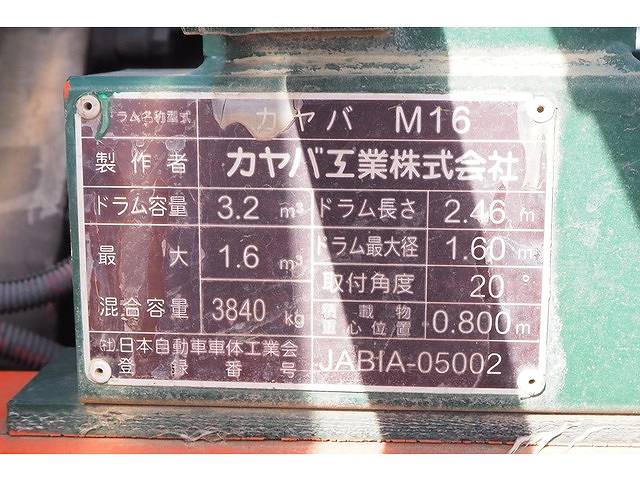 ドラム名称型式 カヤバ M16
製作者 カヤバ工業株式会社
ドラム容量 3.2 m³ ドラム長さ 2.46 m
最大混合容量 1.6 m³ ドラム最大径 1.60 m
3840 kg 取付角度 20°
積載物重心位置 0.800 m
(社)日本自動車車体工業会
登録番号 JABIA-05002